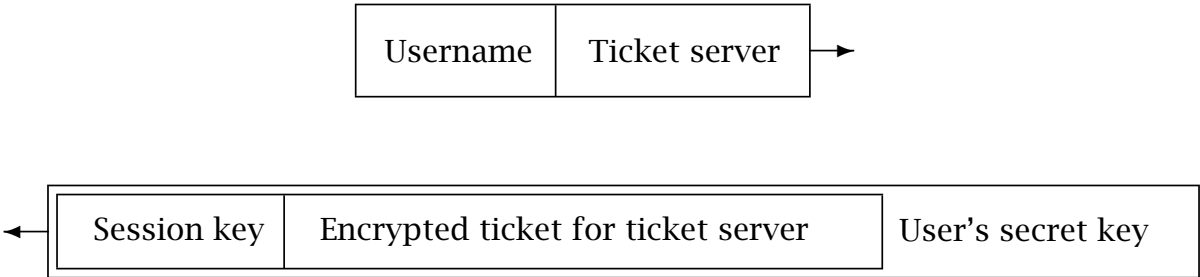 Username Ticket server
Session key Encrypted ticket for ticket server User's secret key